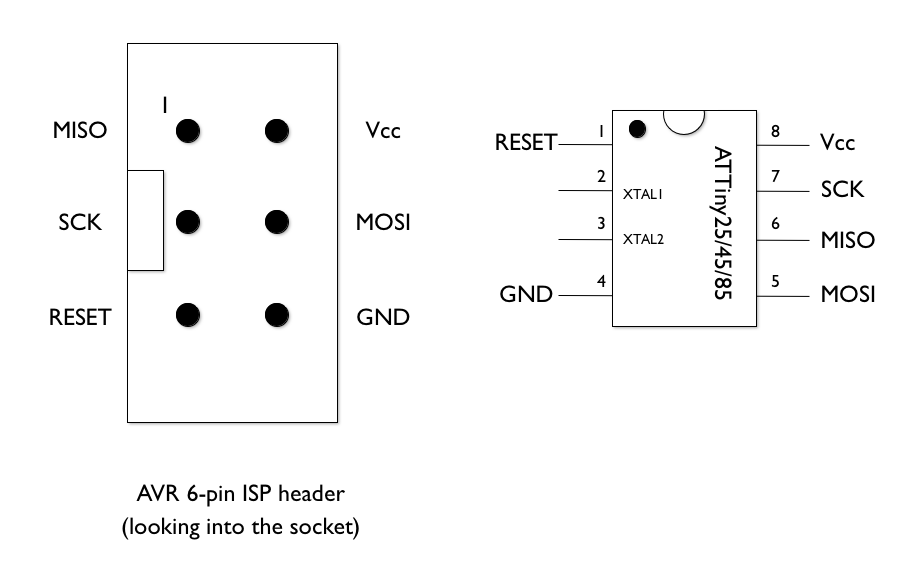 1
MISO
Vcc
SCK
MOSI
RESET
GND
AVR 6-pin ISP header
(looking into the socket)
RESET
1
8
Vcc
2
XTAL1
7
SCK
3
XTAL2
6
MISO
GND
4
5
MOSI
ATTiny25/45/85